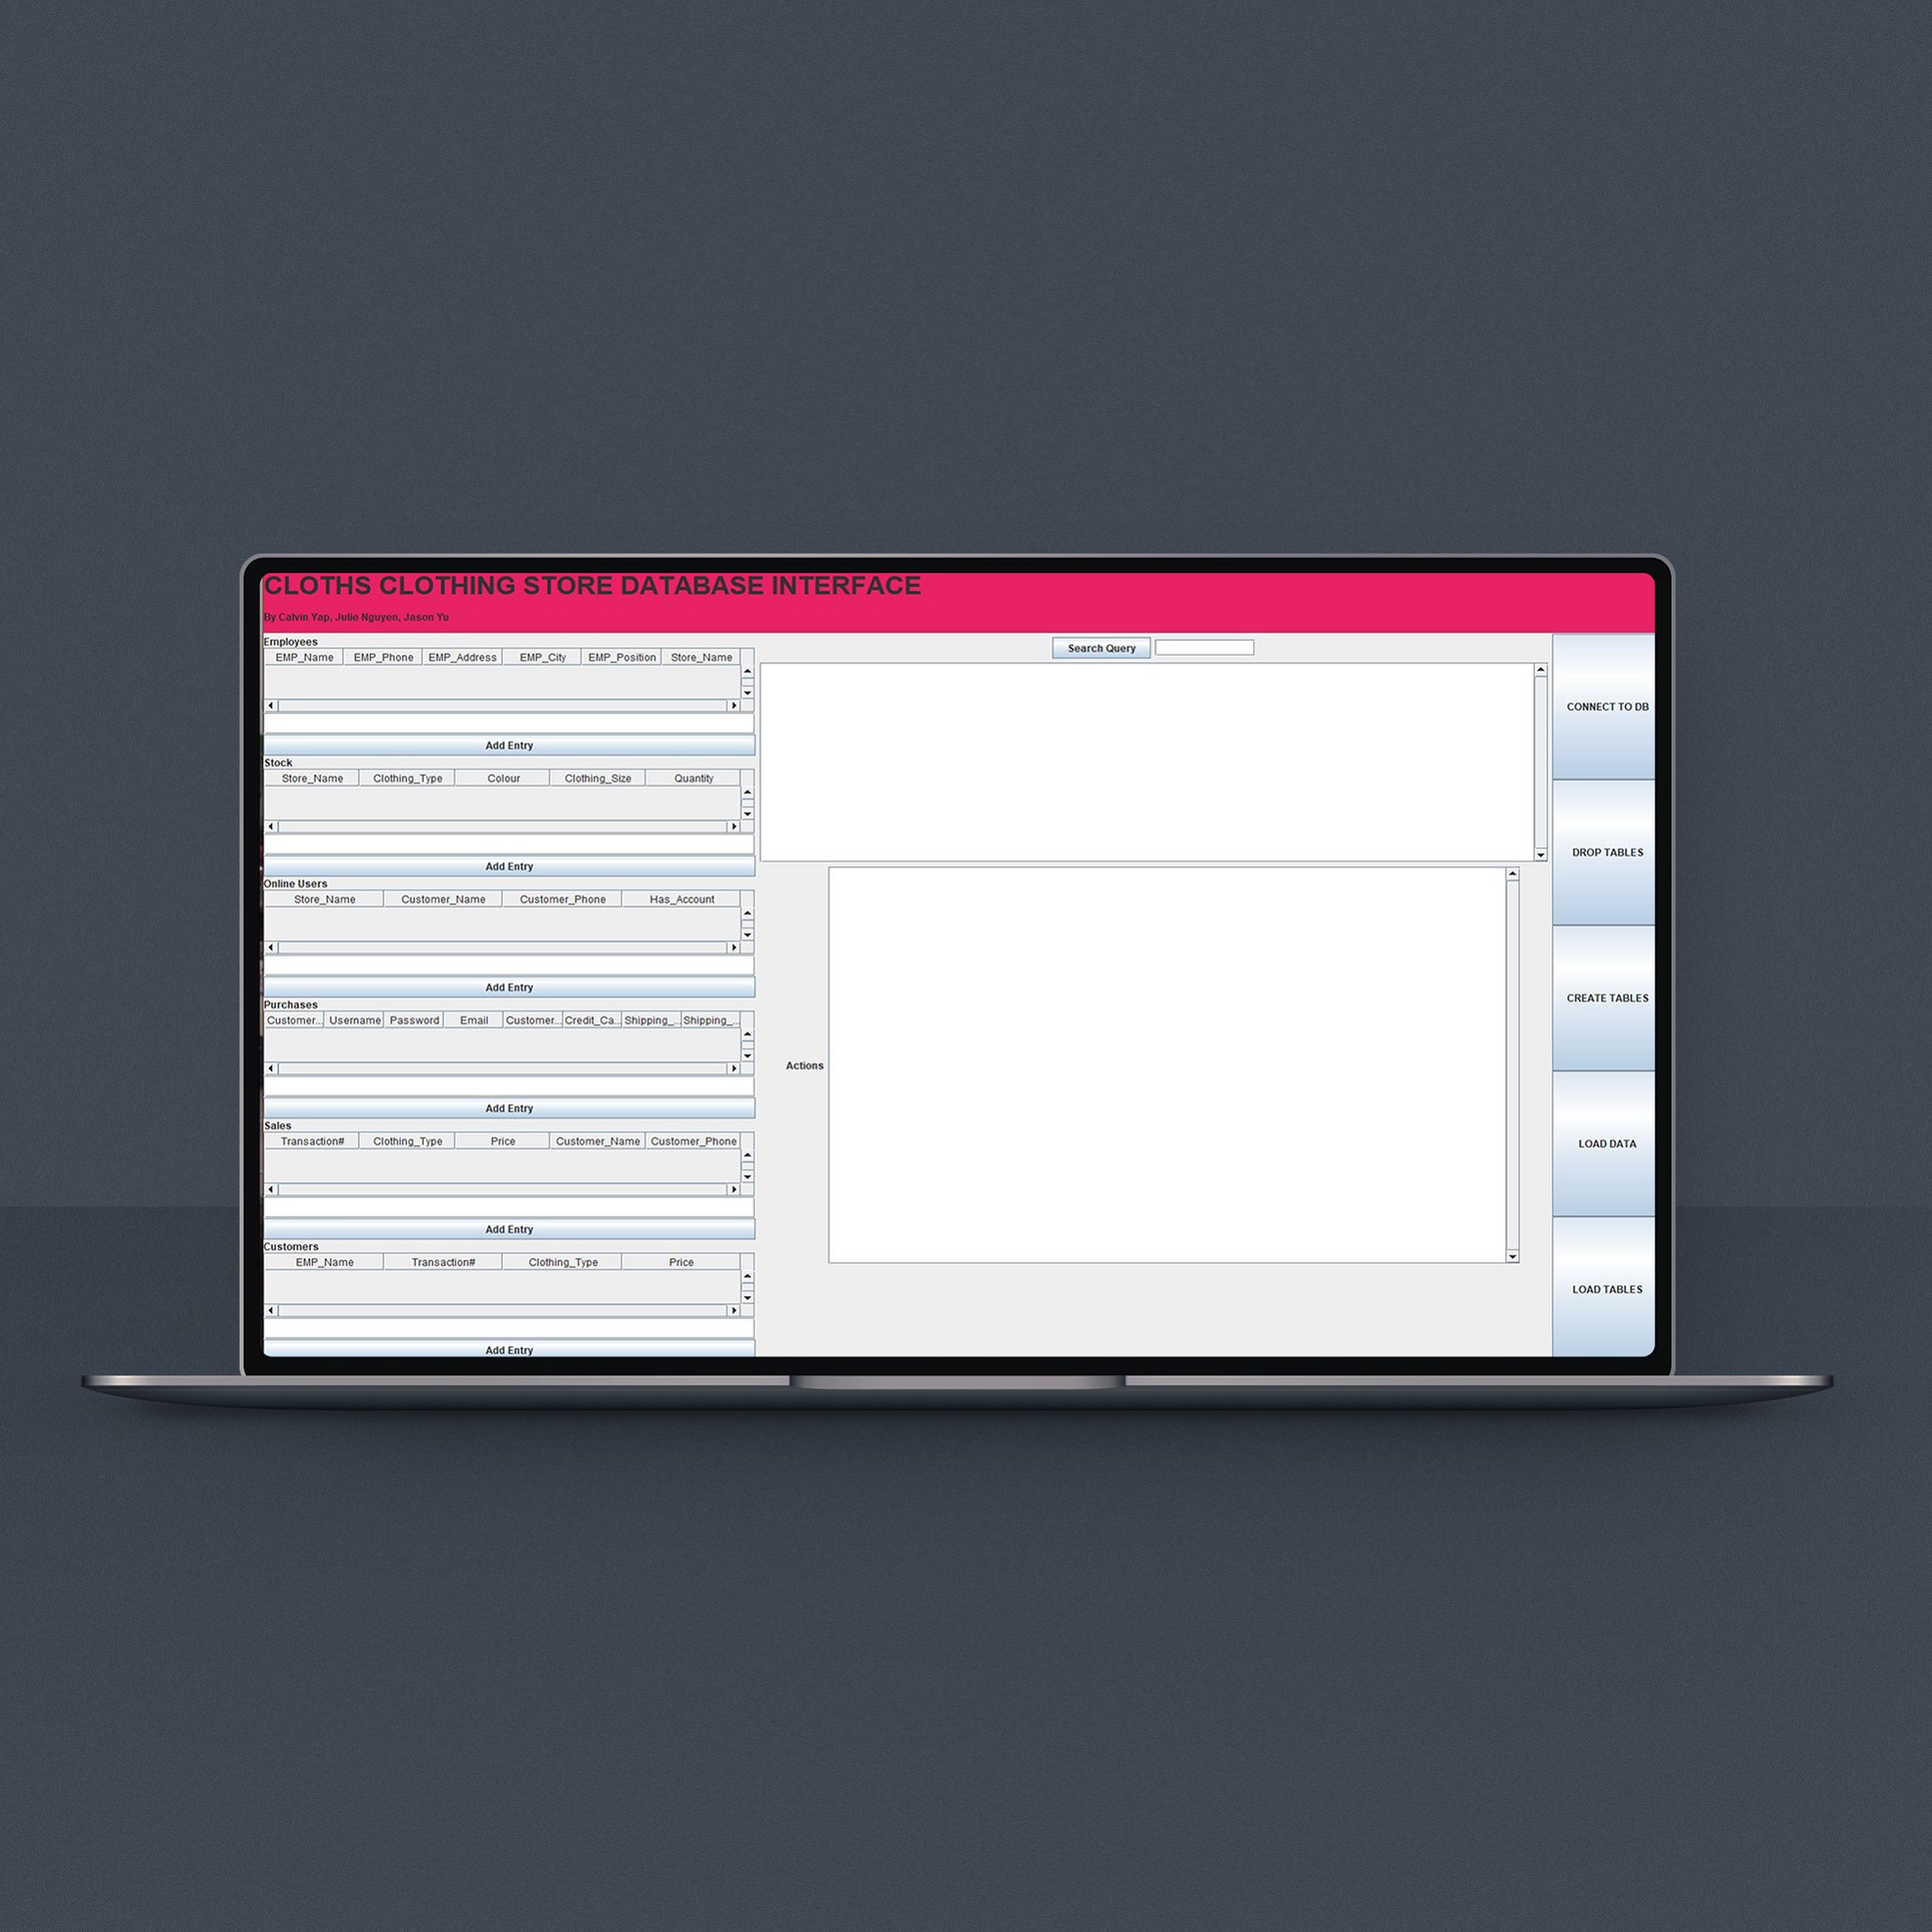 CLOTHS CLOTHING STORE DATABASE INTERFACE
By Calvin Yap, Julie Nguyen, Jason Yu
Employees
EMP_Name EMP_Phone EMP_Address EMP_City EMP_Position Store_Name
Add Entry
Stock
Store_Name Clothing_Type Colour Clothing_Size Quantity
Add Entry
Online Users
Store_Name Customer_Name Customer_Phone Has_Account
Add Entry
Purchases
Customer... Username Password Email Customer... Credit_Ca... Shipping_... Shipping_...
Add Entry
Sales
Transaction# Clothing_Type Price Customer_Name Customer_Phone
Add Entry
Customers
EMP_Name Transaction# Clothing_Type Price
Add Entry
Search Query
Actions
CONNECT TO DB
DROP TABLES
CREATE TABLES
LOAD DATA
LOAD TABLES